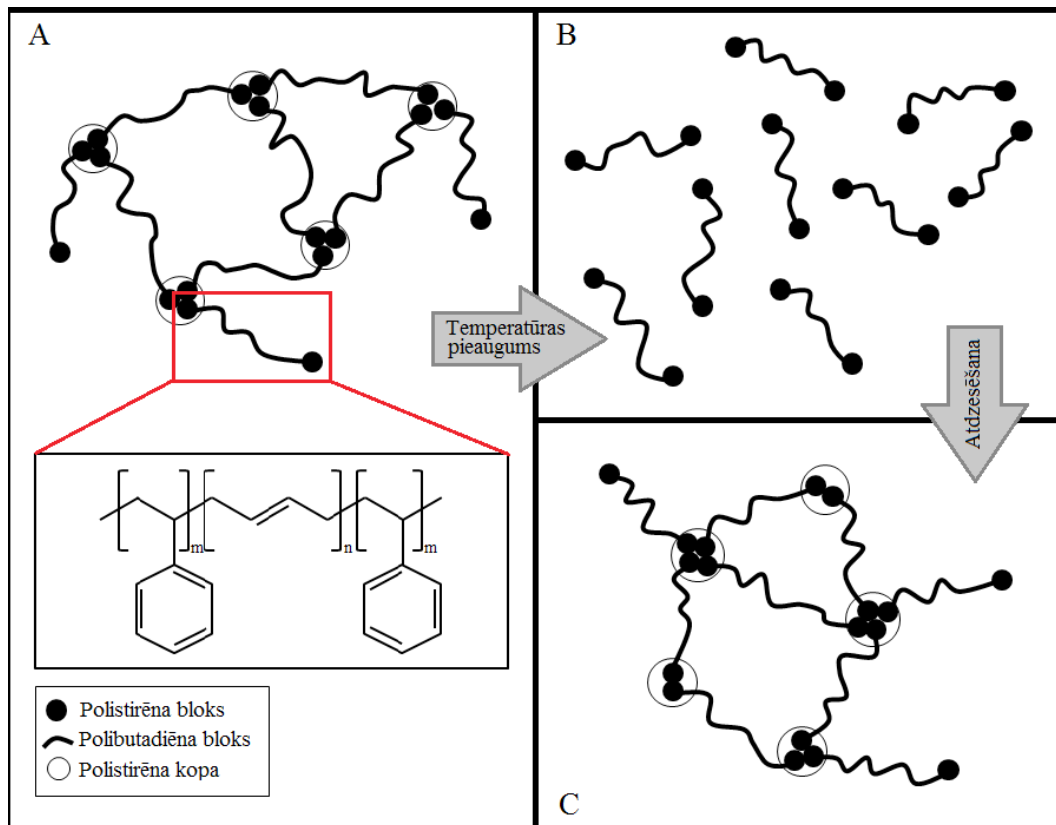 A
B
Temperatūras
pieaugums
Atdzesēšana
m
n
m
Polistirēna bloks
Polibutadiēna bloks
Polistirēna kopa
C